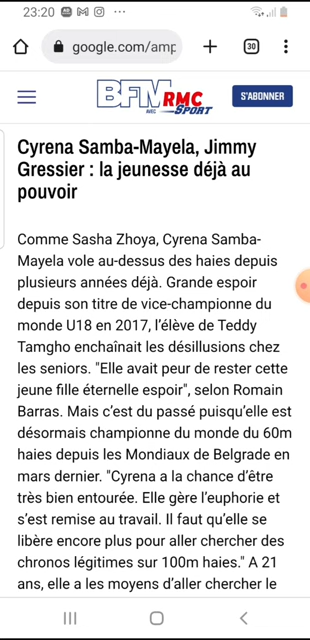 23:20
google.com/amp
30
BFM RMC
AVEC SPORT
S'ABONNER
Cyrena Samba-Mayela, Jimmy
Gressier : la jeunesse déjà au
pouvoir
Comme Sasha Zhoya, Cyrena Samba-
Mayela vole au-dessus des haies depuis
plusieurs années déjà. Grande espoir
depuis son titre de vice-championne du
monde U18 en 2017, l'élève de Teddy
Tamgho enchaînait les désillusions chez
les seniors. "Elle avait peur de rester cette
jeune fille éternelle espoir", selon Romain
Barras. Mais c'est du passé puisqu'elle est
désormais championne du monde du 60m
haies depuis les Mondiaux de Belgrade en
mars dernier. "Cyrena a la chance d'être
très bien entourée. Elle gère l'euphorie et
s'est remise au travail. Il faut qu'elle se
libère encore plus pour aller chercher des
chronos légitimes sur 100m haies." A 21
ans, elle a les moyens d'aller chercher le